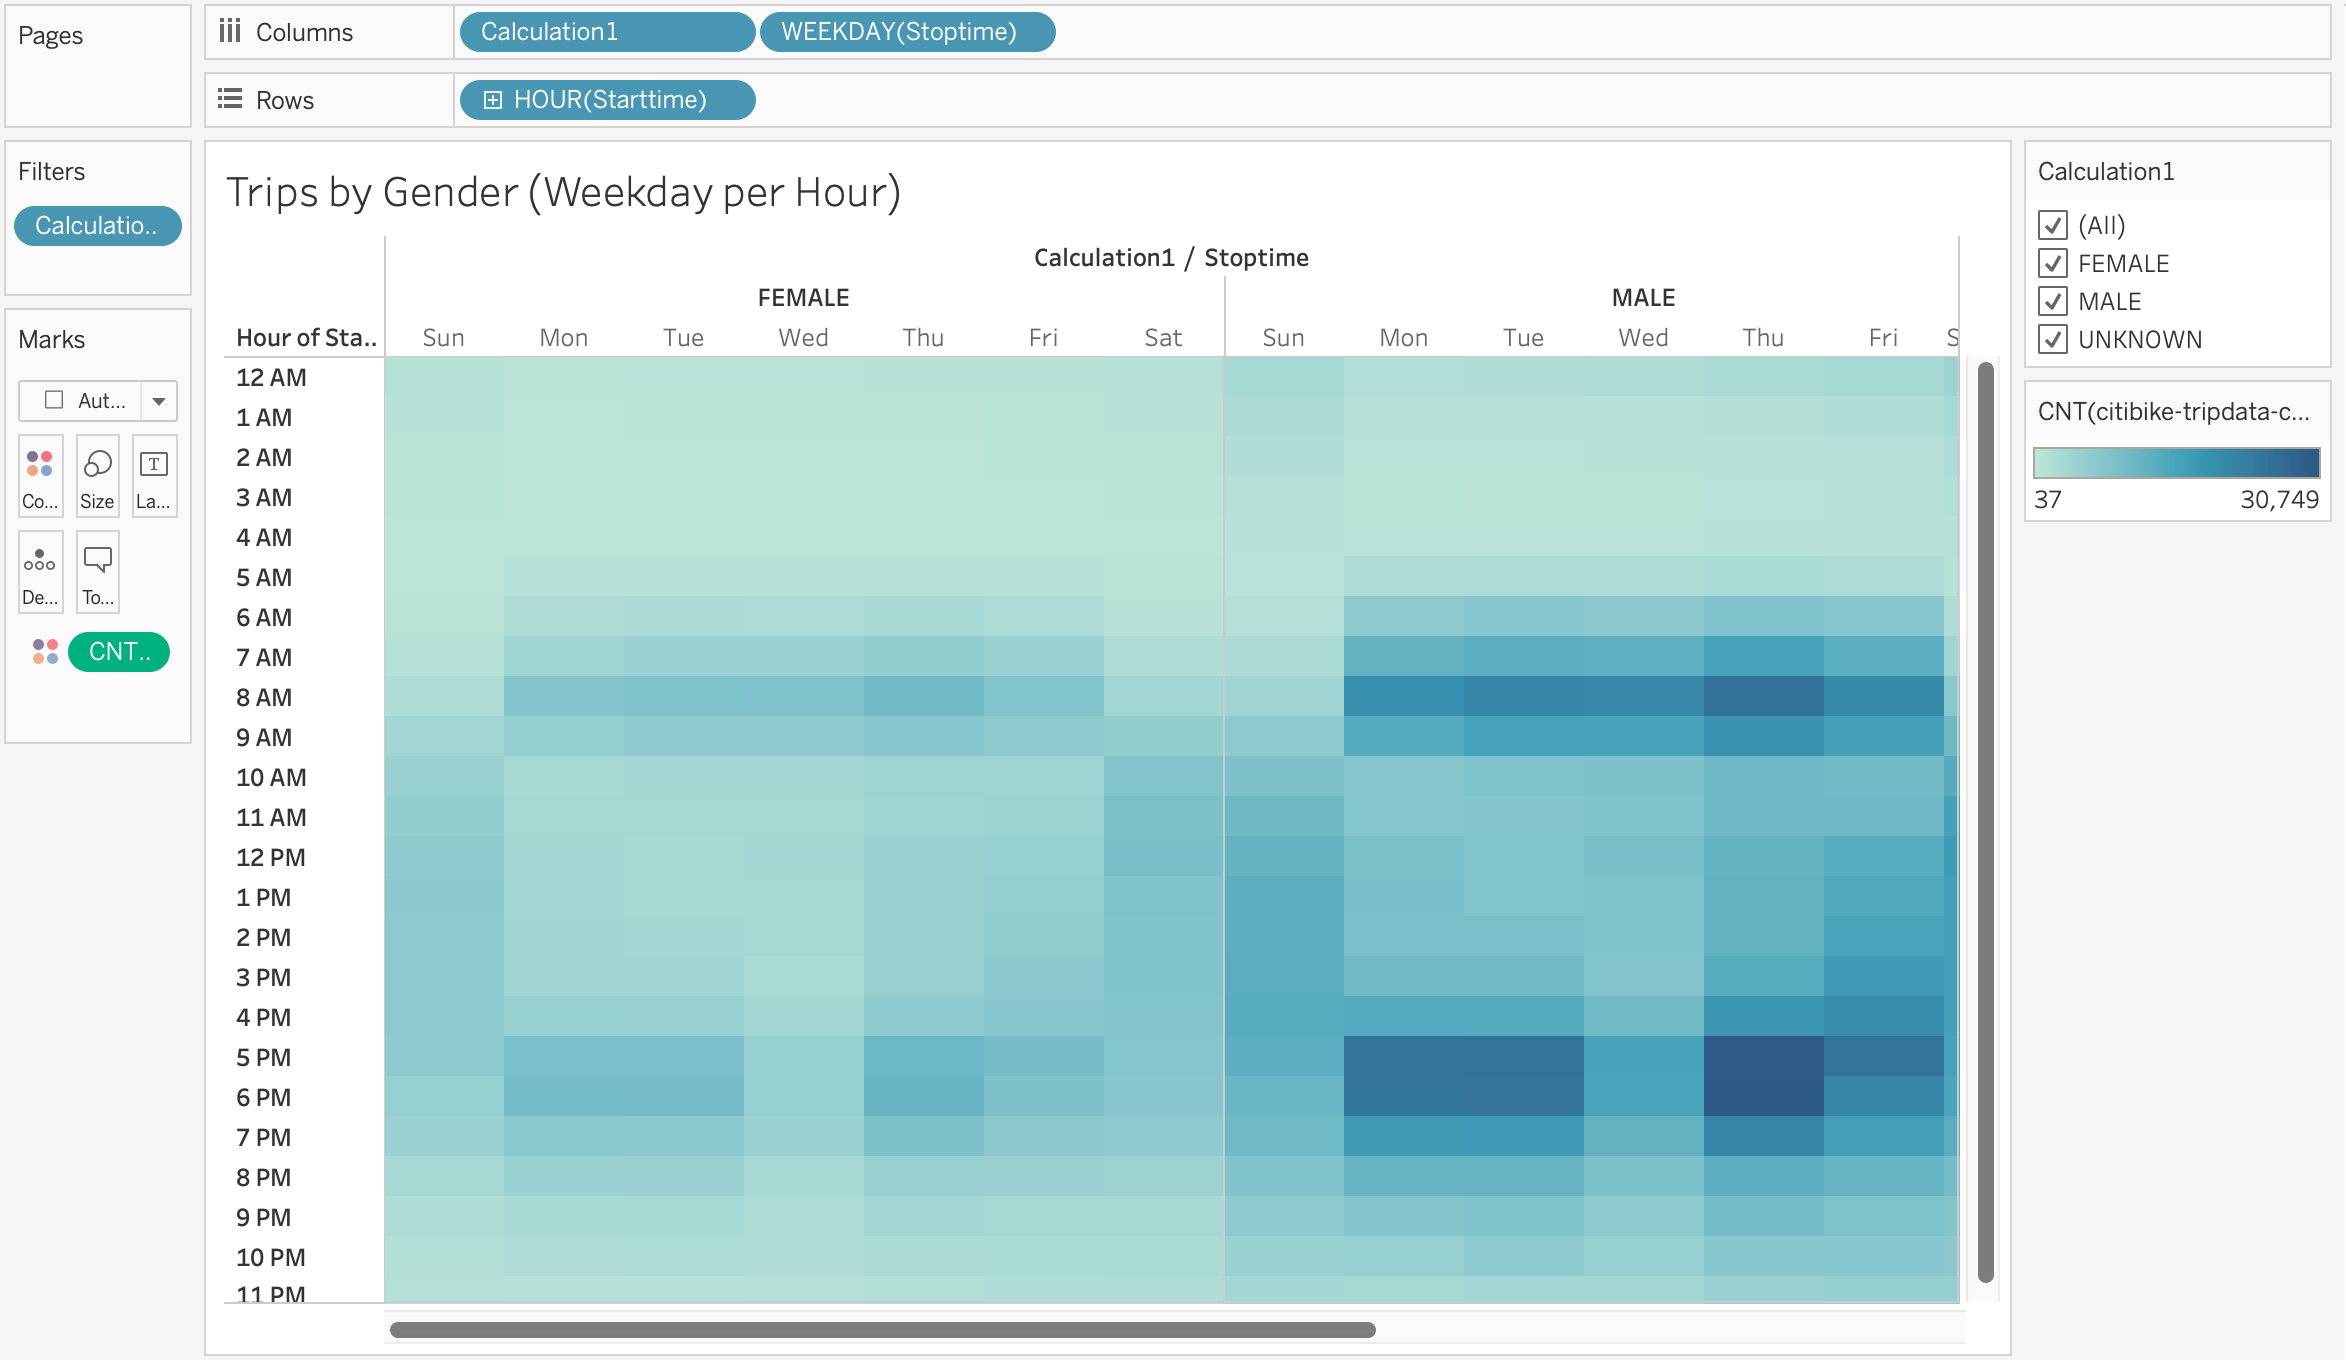 Pages
Columns
Calculation1
WEEKDAY(Stoptime)
Rows
HOUR(Starttime)
Filters
Calculatio..
Marks
Aut...
Co...
Size
La...
De...
To...
CNT..
Trips by Gender (Weekday per Hour)
Calculation1 / Stoptime
FEMALE MALE
Hour of Sta.. Sun Mon Tue Wed Thu Fri Sat Sun Mon Tue Wed Thu Fri S
12 AM
1 AM
2 AM
3 AM
4 AM
5 AM
6 AM
7 AM
8 AM
9 AM
10 AM
11 AM
12 PM
1 PM
2 PM
3 PM
4 PM
5 PM
6 PM
7 PM
8 PM
9 PM
10 PM
11 PM
Calculation1
(All)
FEMALE
MALE
UNKNOWN
CNT(citibike-tripdata-c...
37 30,749